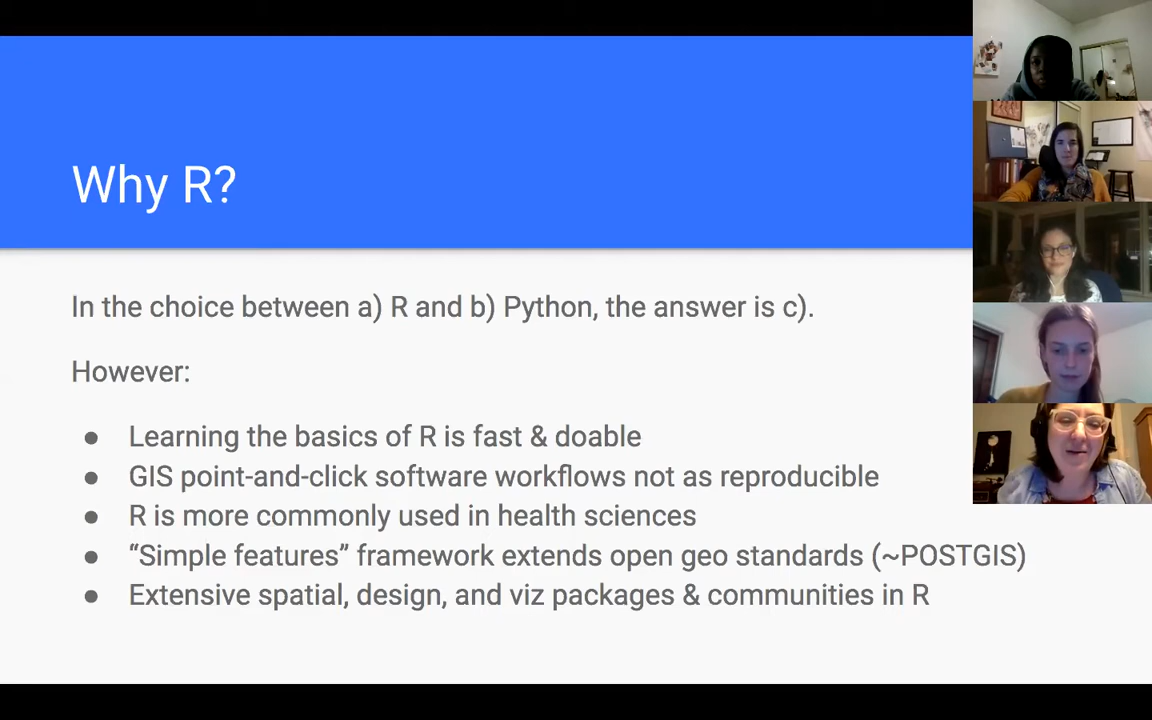 Why R?
In the choice between a) R and b) Python, the answer is c).
However:
● Learning the basics of R is fast & doable
● GIS point-and-click software workflows not as reproducible
● R is more commonly used in health sciences
● “Simple features” framework extends open geo standards (~POSTGIS)
● Extensive spatial, design, and viz packages & communities in R